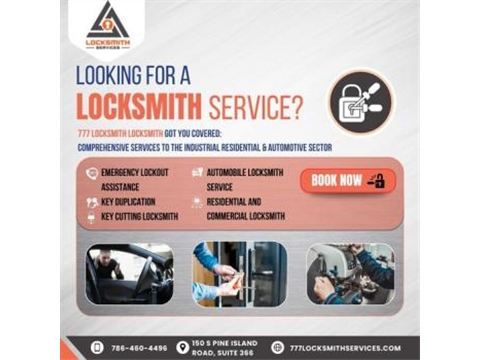 LOCKSMITH
SERVICES
LOOKING FOR A
LOCKSMITH SERVICE?
777 LOCKSMITH LOCKSMITH GOT YOU COVERED:
COMPREHENSIVE SERVICES TO THE INDUSTRIAL RESIDENTIAL & AUTOMOTIVE SECTOR
EMERGENCY LOCKOUT
ASSISTANCE
KEY DUPLICATION
KEY CUTTING LOCKSMITH
AUTOMOBILE LOCKSMITH
SERVICE
RESIDENTIAL AND
COMMERCIAL LOCKSMITH
BOOK NOW
786-460-4496
150 S PINE ISLAND
ROAD, SUITE 366
777LOCKSMITHSERVICES.COM